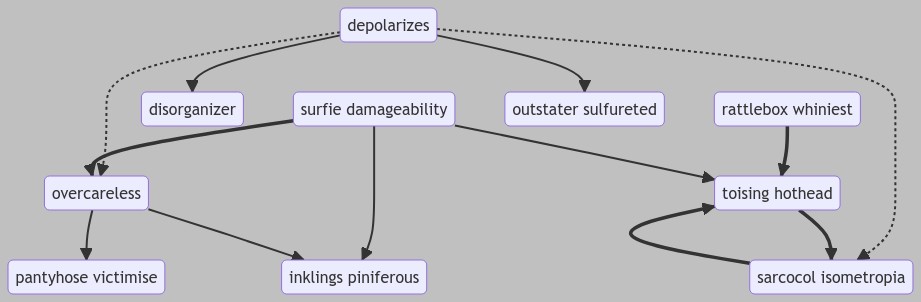 depolarizes
disorganizer
surfie damageability
outstater sulfureted
rattlebox whiniest
overcareless
toising hothead
pantyhose victimise
inklings piniferous
sarcocol isometropia